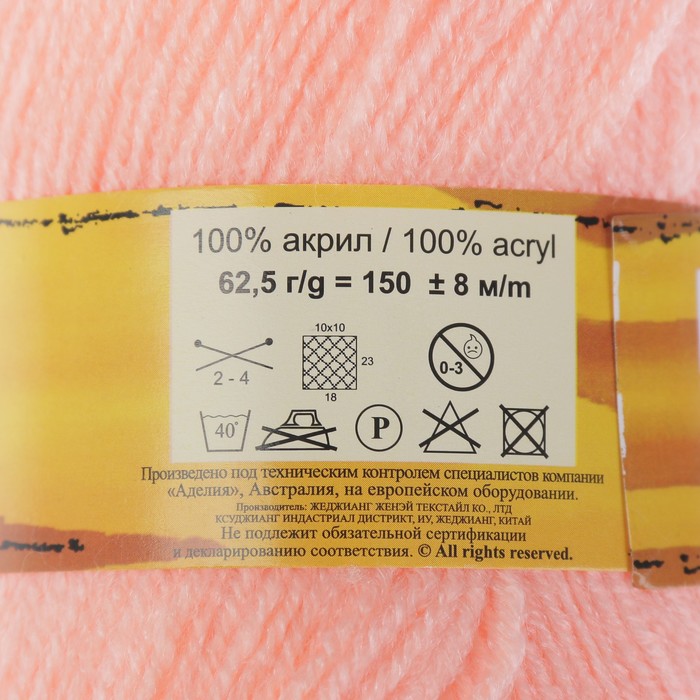 100% акрил / 100% acryl
62,5 г/g = 150 ± 8 м/m
10x10
23
18
2 - 4
0-3
40°
P
Произведено под техническим контролем специалистов компании
«Аделия», Австралия, на европейском оборудовании.
Производитель: ЖЕДЖИАНГ ЖЕНЭЙ ТЕКСТАЙЛ КО., ЛТД
КСУДЖИАНГ ИНДАСТРИАЛ ДИСТРИКТ, ИУ, ЖЕДЖИАНГ, КИТАЙ
Не подлежит обязательной сертификации
и декларированию соответствия. © All rights reserved.